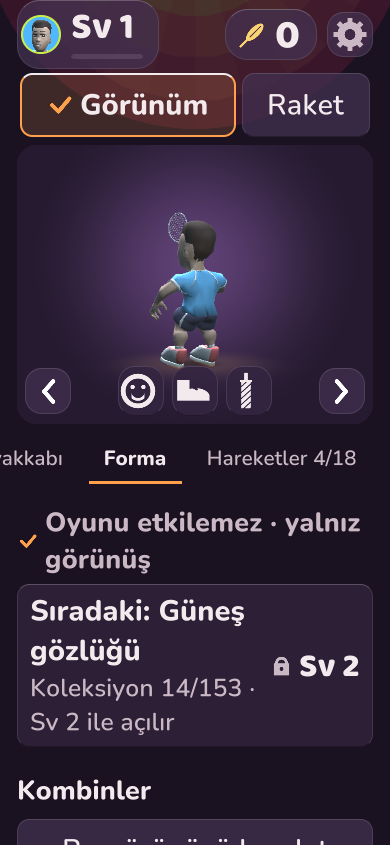 Sv 1
0
Görünüm
Raket
Forma
Hareketler 4/18
Oyunu etkilemez · yalnız
görünüş
Sıradaki: Güneş
gözlüğü
Sv 2
Koleksiyon 14/153 ·
Sv 2 ile açılır
Kombinler